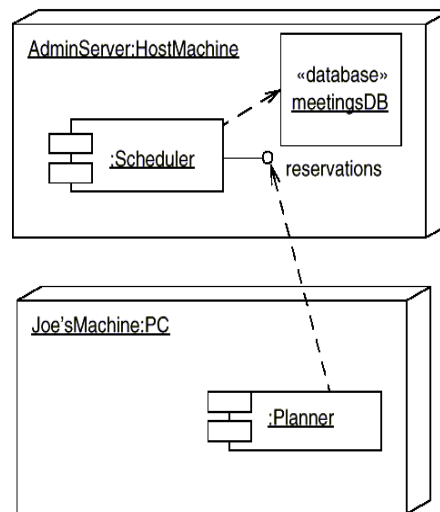 AdminServer:HostMachine
«database»
meetingsDB
:Scheduler
reservations
Joe'sMachine:PC
:Planner